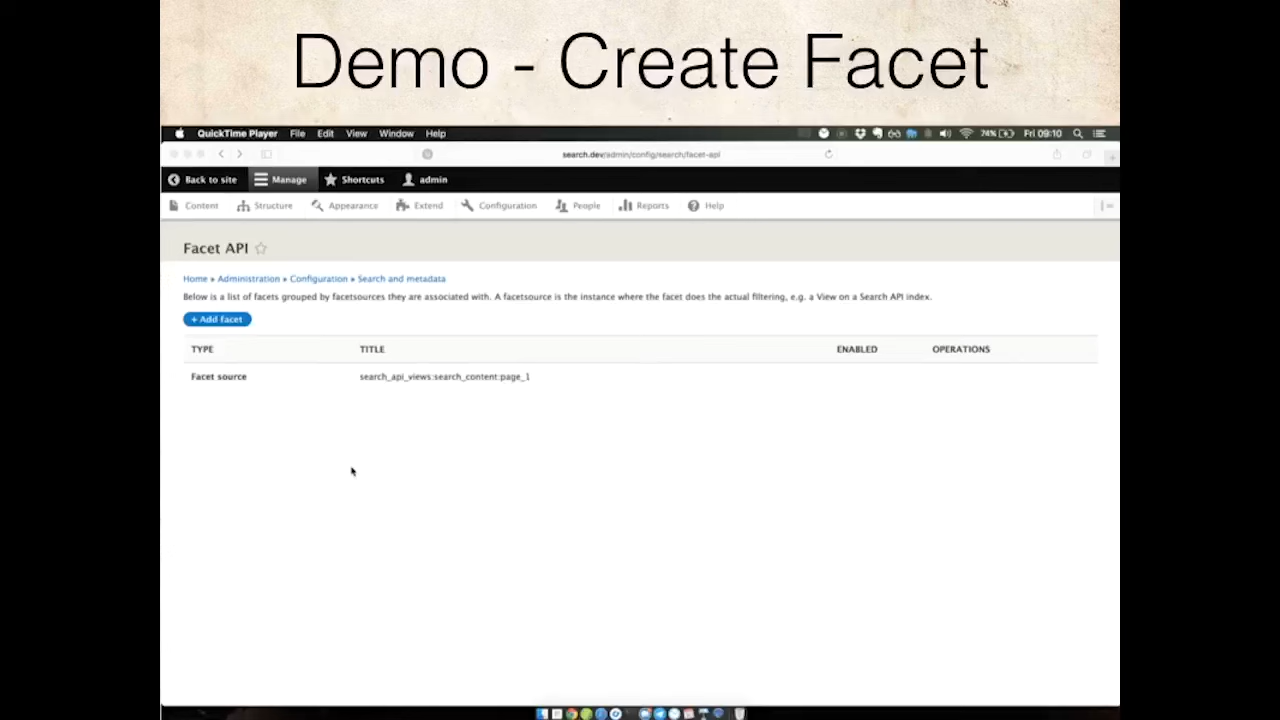 Demo - Create Facet
QuickTime Player File Edit View Window Help 74% Fri 09:10
search.dev/admin/config/search/facet-api
Back to site Manage Shortcuts admin
Content Structure Appearance Extend Configuration People Reports Help
Facet API
Home » Administration » Configuration » Search and metadata
Below is a list of facets grouped by facetsources they are associated with. A facetsource is the instance where the facet does the actual filtering, e.g. a View on a Search API index.
+ Add facet
TYPE TITLE ENABLED OPERATIONS
Facet source search_api_views:search_content:page_1